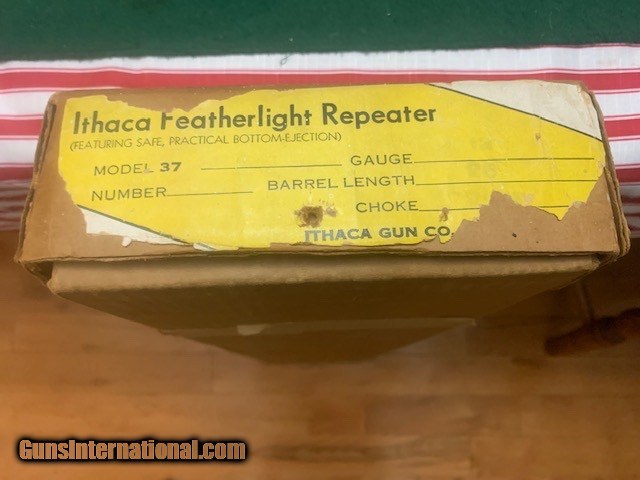 Ithaca Featherlight Repeater
(FEATURING SAFE, PRACTICAL BOTTOM-EJECTION)
MODEL 37 GAUGE
NUMBER BARREL LENGTH
CHOKE
ITHACA GUN CO.
GunsInternational.com